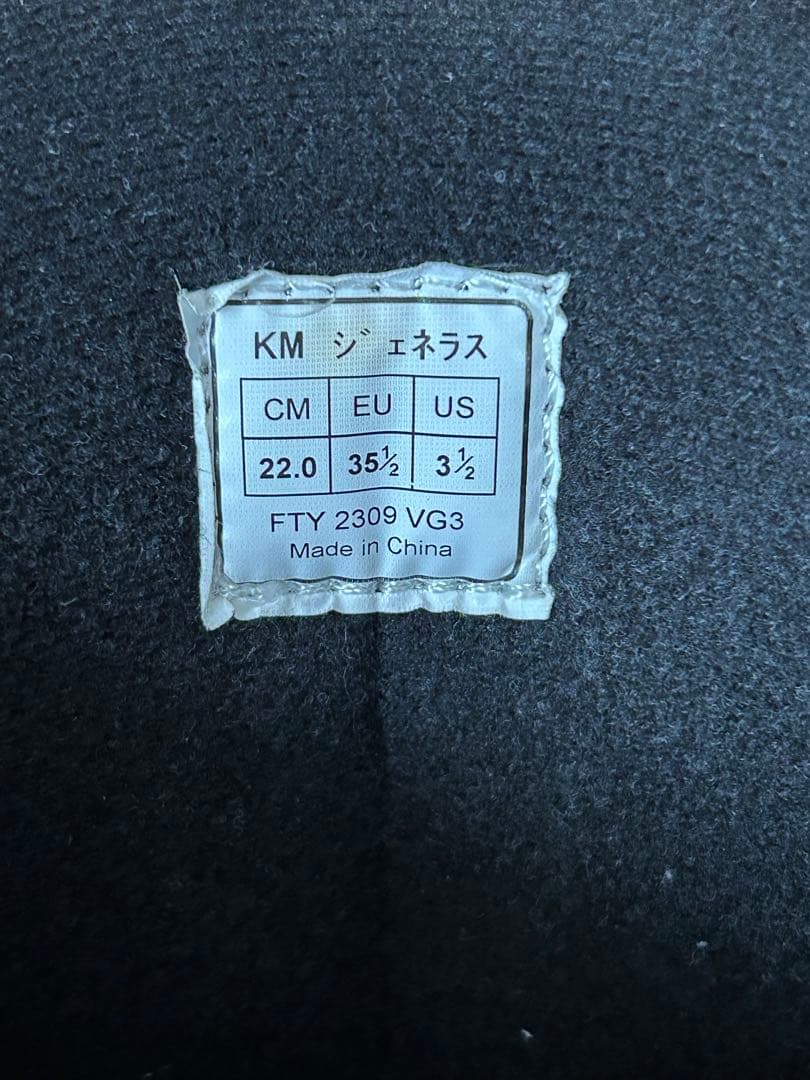 KM ジェネラス
CM EU US
22.0 35½ 3½
FTY 2309 VG3
Made in China